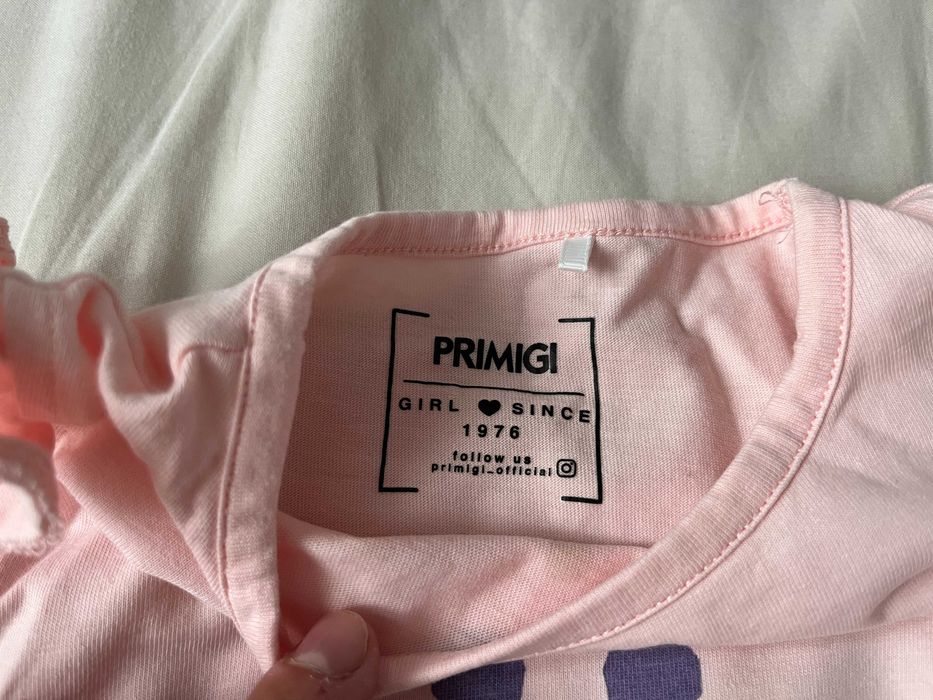 PRIMIGI
GIRL ♥ SINCE
1976
follow us
primigi_official